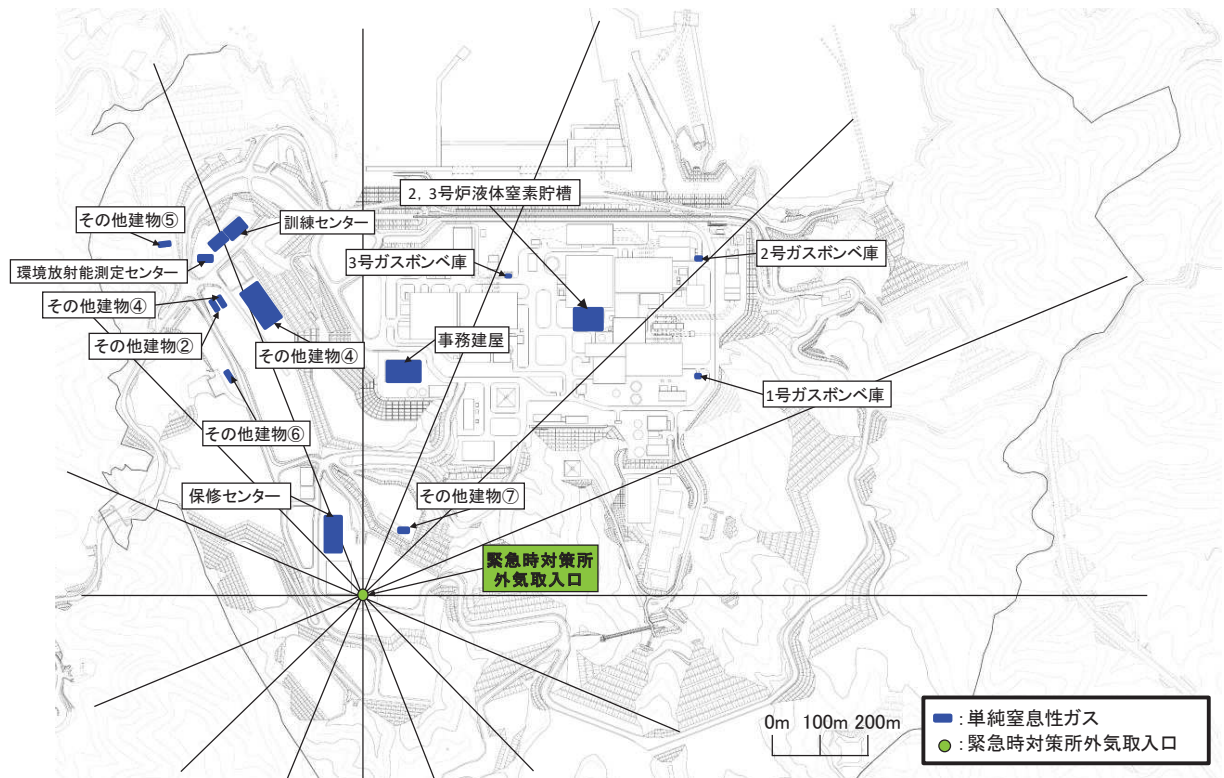 2，3号炉液体窒素貯槽
その他建物⑤
訓練センター
2号ガスボンベ庫
3号ガスボンベ庫
環境放射能測定センター
その他建物④
事務建屋
その他建物②
その他建物④
1号ガスボンベ庫
その他建物⑥
保修センター
その他建物⑦
緊急時対策所
外気取入口
0m 100m 200m
：単純窒息性ガス
：緊急時対策所外気取入口